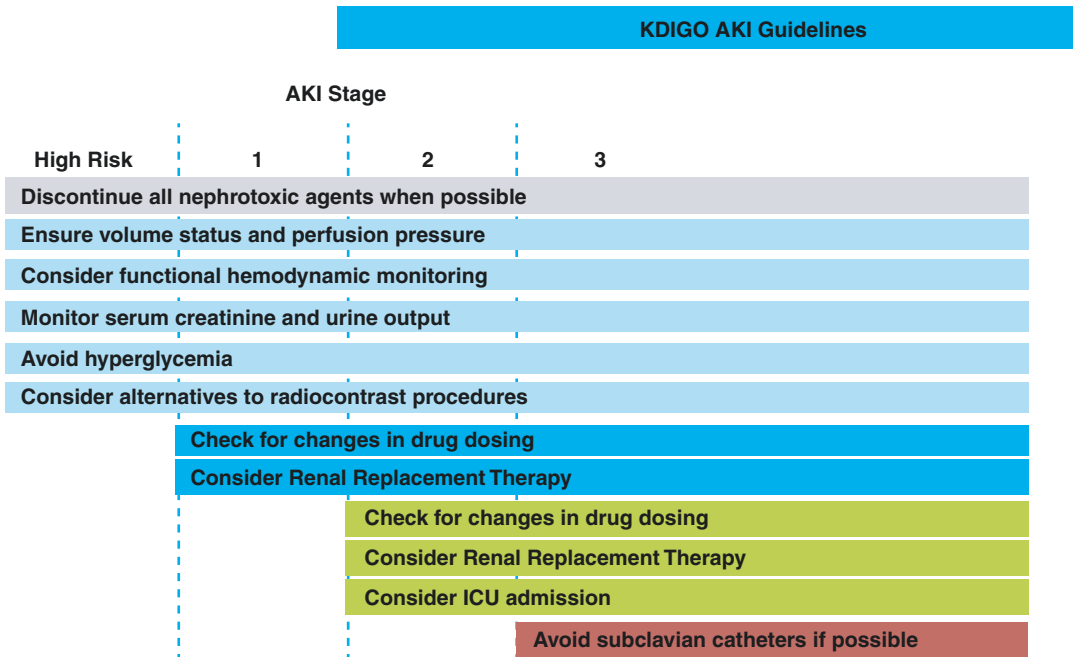 KDIGO AKI Guidelines
AKI Stage
High Risk 1 2 3
Discontinue all nephrotoxic agents when possible
Ensure volume status and perfusion pressure
Consider functional hemodynamic monitoring
Monitor serum creatinine and urine output
Avoid hyperglycemia
Consider alternatives to radiocontrast procedures
Check for changes in drug dosing
Consider Renal Replacement Therapy
Check for changes in drug dosing
Consider Renal Replacement Therapy
Consider ICU admission
Avoid subclavian catheters if possible